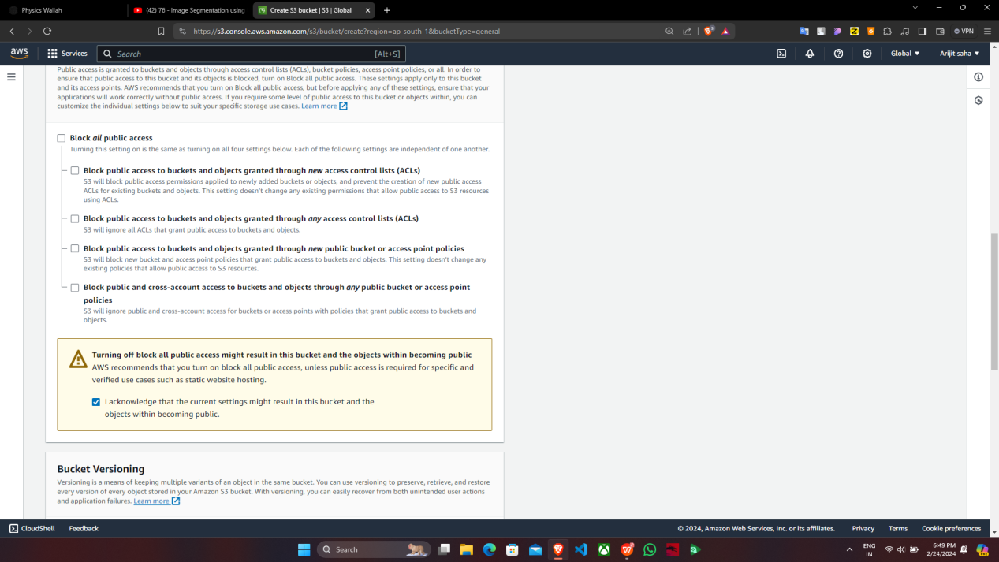 Physics Wallah
(42) 76 - Image Segmentation using
Create S3 bucket | S3 | Global
https://s3.console.aws.amazon.com/s3/bucket/create?region=ap-south-1&bucketType=general
VPN
aws
Services
Search
[Alt+S]
Global
Arijit saha
Public access is granted to buckets and objects through access control lists (ACLs), bucket policies, access point policies, or all. In order to
ensure that public access to this bucket and its objects is blocked, turn on Block all public access. These settings apply only to this bucket
and its access points. AWS recommends that you turn on Block all public access, but before applying any of these settings, ensure that your
applications will work correctly without public access. If you require some level of public access to this bucket or objects within, you can
customize the individual settings below to suit your specific storage use cases. Learn more
Block all public access
Turning this setting on is the same as turning on all four settings below. Each of the following settings are independent of one another.
Block public access to buckets and objects granted through new access control lists (ACLs)
S3 will block public access permissions applied to newly added buckets or objects, and prevent the creation of new public access
ACLs for existing buckets and objects. This setting doesn't change any existing permissions that allow public access to S3 resources
using ACLs.
Block public access to buckets and objects granted through any access control lists (ACLs)
S3 will ignore all ACLs that grant public access to buckets and objects.
Block public access to buckets and objects granted through new public bucket or access point policies
S3 will block new bucket and access point policies that grant public access to buckets and objects. This setting doesn't change any
existing policies that allow public access to S3 resources.
Block public and cross-account access to buckets and objects through any public bucket or access point
policies
S3 will ignore public and cross-account access for buckets or access points with policies that grant public access to buckets and
objects.
Turning off block all public access might result in this bucket and the objects within becoming public
AWS recommends that you turn on block all public access, unless public access is required for specific and
verified use cases such as static website hosting.
I acknowledge that the current settings might result in this bucket and the
objects within becoming public.
Bucket Versioning
Versioning is a means of keeping multiple variants of an object in the same bucket. You can use versioning to preserve, retrieve, and restore
every version of every object stored in your Amazon S3 bucket. With versioning, you can easily recover from both unintended user actions
and application failures. Learn more
CloudShell
Feedback
© 2024, Amazon Web Services, Inc. or its affiliates.
Privacy
Terms
Cookie preferences
Search
ENG
IN
6:49 PM
2/24/2024